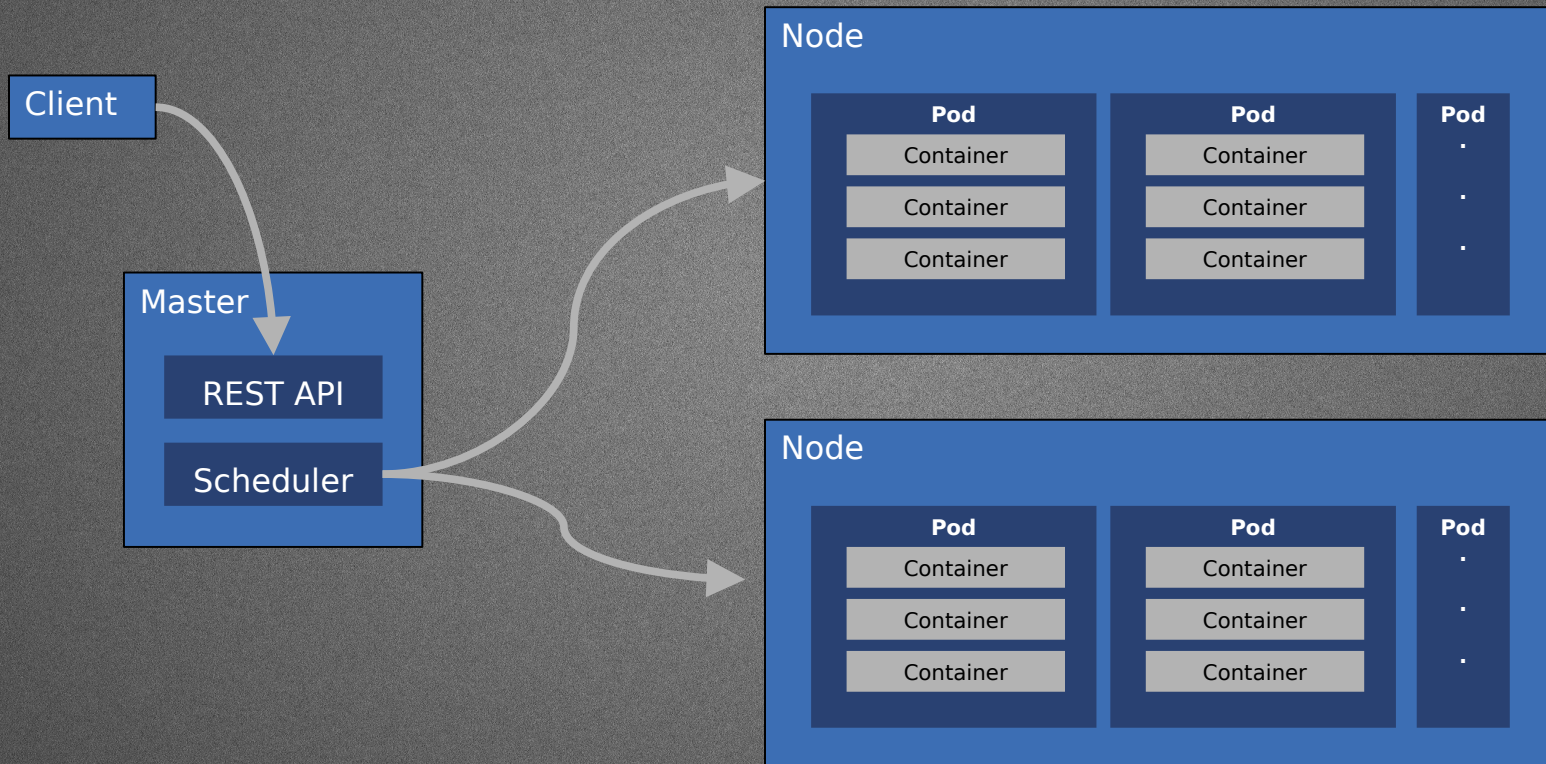 Client
Master
REST API
Scheduler
Node
Pod Pod Pod
Container Container .
Container Container .
Container Container .
Node
Pod Pod Pod
Container Container .
Container Container .
Container Container .